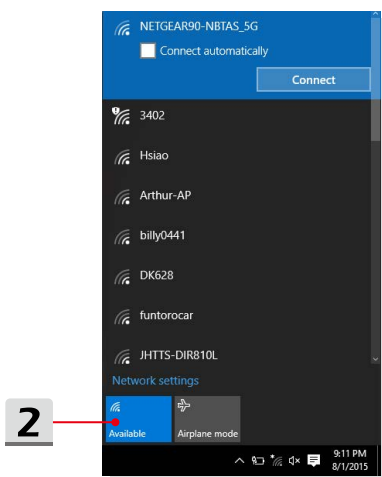 NETGEAR90-NBTAS_5G
Connect automatically
Connect
3402
Hsiao
Arthur-AP
billy0441
DK628
funtorocar
JHTTS-DIR810L
Network settings
2
Available
Airplane mode
9:11 PM
8/1/2015